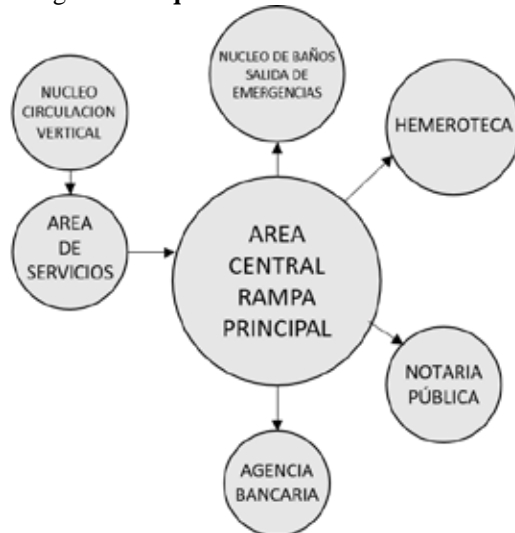 NUCLEO DE BAÑOS
SALIDA DE
EMERGENCIAS
NUCLEO
CIRCULACION
VERTICAL
HEMEROTECA
AREA
DE
SERVICIOS
AREA
CENTRAL
RAMPA
PRINCIPAL
NOTARIA
PÚBLICA
AGENCIA
BANCARIA